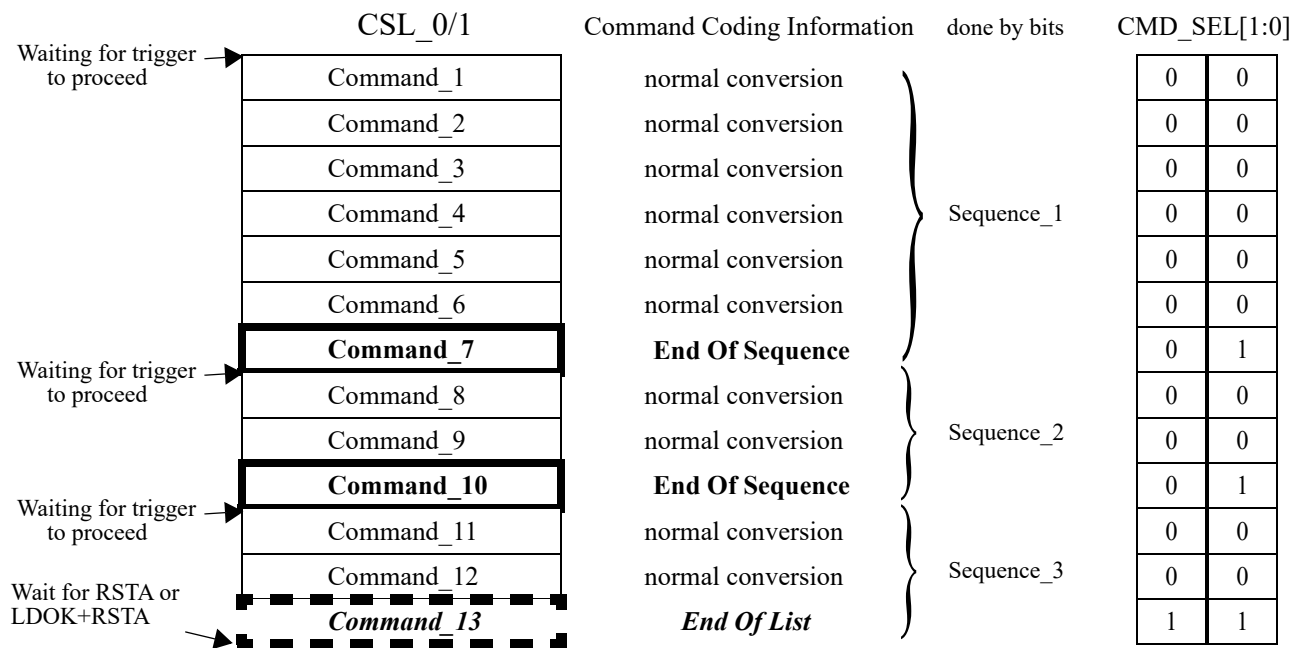 CSL_0/1 Command Coding Information done by bits CMD_SEL[1:0]
Waiting for trigger
to proceed
Command_1 normal conversion 0 0
Command_2 normal conversion 0 0
Command_3 normal conversion 0 0
Command_4 normal conversion Sequence_1 0 0
Command_5 normal conversion 0 0
Command_6 normal conversion 0 0
Command_7 End Of Sequence 0 1
Waiting for trigger
to proceed
Command_8 normal conversion 0 0
Command_9 normal conversion Sequence_2 0 0
Command_10 End Of Sequence 0 1
Waiting for trigger
to proceed
Command_11 normal conversion 0 0
Command_12 normal conversion Sequence_3 0 0
Wait for RSTA or
LDOK+RSTA
Command_13 End Of List 1 1